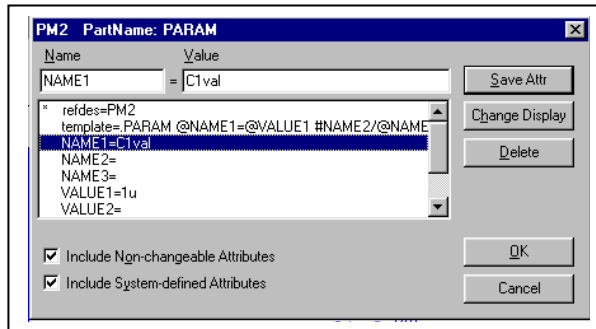 PM2 PartName: PARAM
Name Value
NAME1 = C1val
Save Attr
* refdes=PM2
template=.PARAM @NAME1=@VALUE1 #NAME2/@NAME
NAME1=C1val
NAME2=
NAME3=
VALUE1=1u
VALUE2=
Change Display
Delete
Include Non-changeable Attributes
Include System-defined Attributes
OK
Cancel